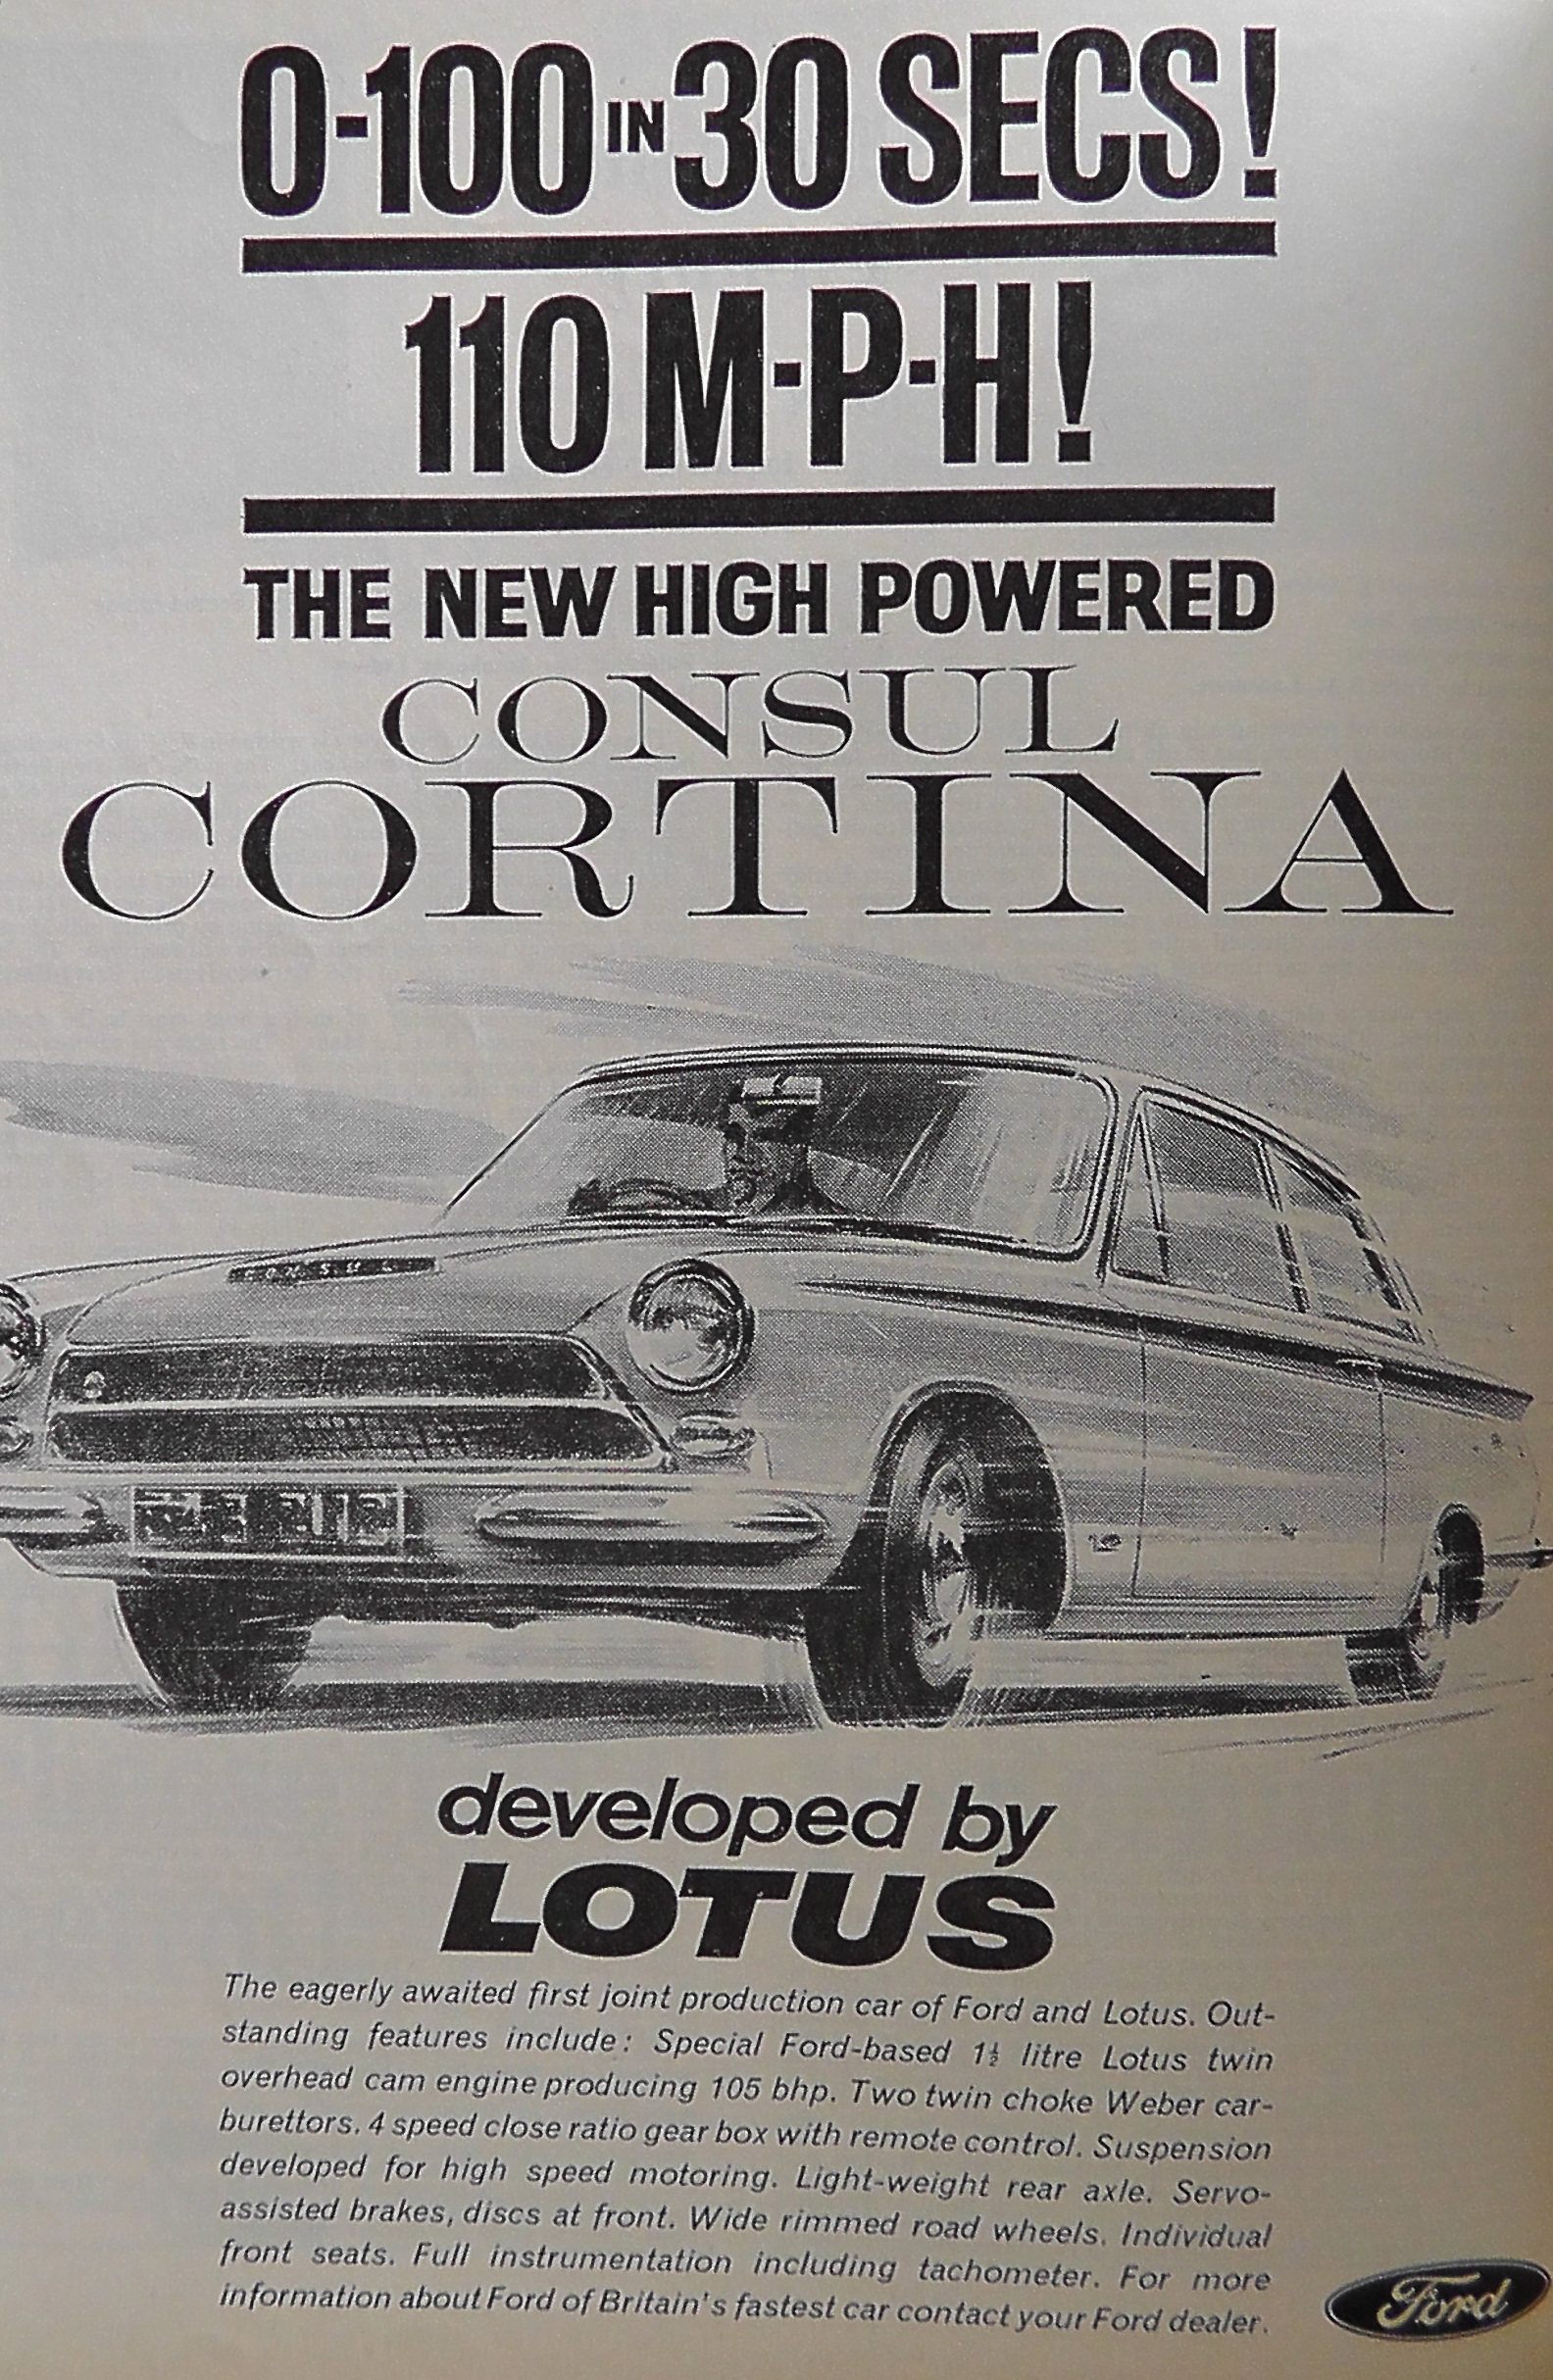 0-100 IN 30 SECS!
110 M-P-H!
THE NEW HIGH POWERED
CONSUL
CORTINA
CONSUL
developed by
LOTUS
The eagerly awaited first joint production car of Ford and Lotus. Out-
standing features include: Special Ford-based 1½ litre Lotus twin
overhead cam engine producing 105 bhp. Two twin choke Weber car-
burettors. 4 speed close ratio gear box with remote control. Suspension
developed for high speed motoring. Light-weight rear axle. Servo-
assisted brakes, discs at front. Wide rimmed road wheels. Individual
front seats. Full instrumentation including tachometer. For more
information about Ford of Britain's fastest car contact your Ford dealer.
Ford